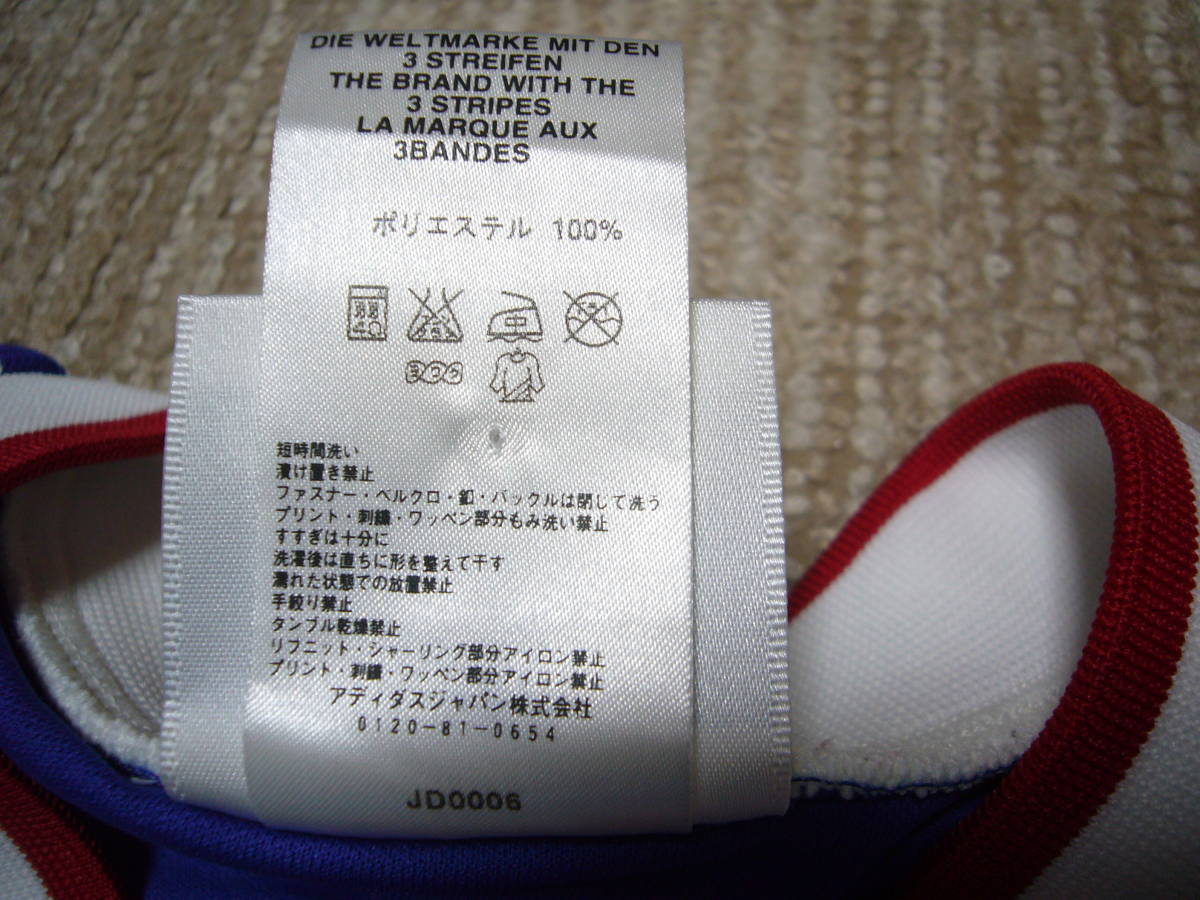 DIE WELTMARKE MIT DEN
3 STREIFEN
THE BRAND WITH THE
3 STRIPES
LA MARQUE AUX
3BANDES
ポリエステル 100%
短時間洗い
漬け置き禁止
ファスナー・ベルクロ・釦・バックルは閉じて洗う
プリント・刺繍・ワッペン部分もみ洗い禁止
すすぎは十分に
洗濯後は直ちに形を整えて干す
濡れた状態での放置禁止
手絞り禁止
タンブル乾燥禁止
リブニット・シャーリング部分アイロン禁止
プリント・刺繍・ワッペン部分アイロン禁止
アディダスジャパン株式会社
0120-81-0654
JD0006